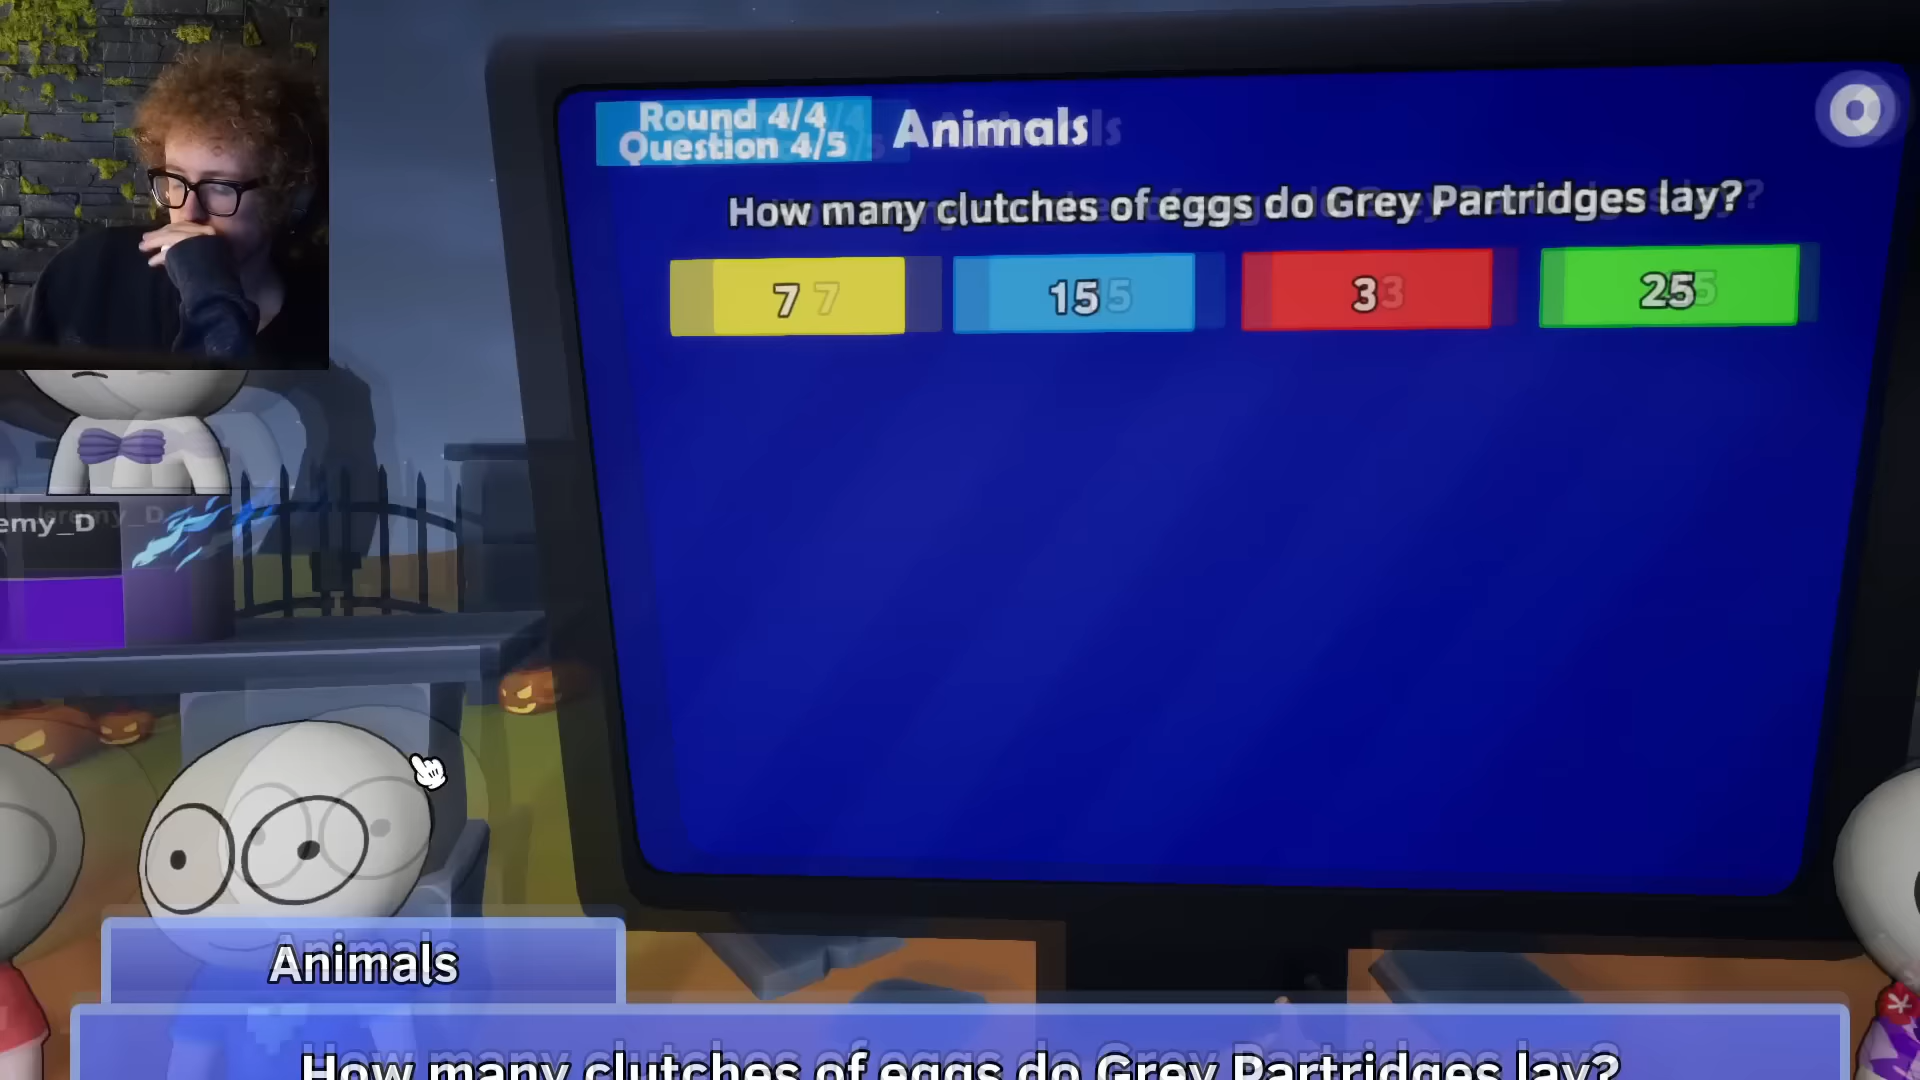 Round 4/4
Question 4/5
Animals
How many clutches of eggs do Grey Partridges lay?
7
15
3
25
emy_D
Animals
How many clutches of eggs do Grey Partridges lay?